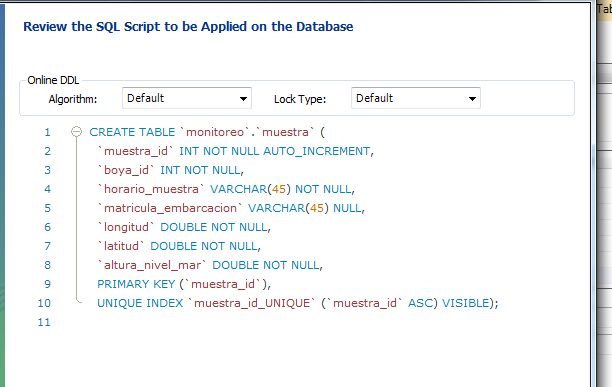 Tab
Review the SQL Script to be Applied on the Database
Online DDL
Algorithm: Default Lock Type: Default
1 CREATE TABLE `monitoreo`.`muestra` (
2 `muestra_id` INT NOT NULL AUTO_INCREMENT,
3 `boya_id` INT NOT NULL,
4 `horario_muestra` VARCHAR(45) NOT NULL,
5 `matricula_embarcacion` VARCHAR(45) NULL,
6 `longitud` DOUBLE NOT NULL,
7 `latitud` DOUBLE NOT NULL,
8 `altura_nivel_mar` DOUBLE NOT NULL,
9 PRIMARY KEY (`muestra_id`),
10 UNIQUE INDEX `muestra_id_UNIQUE` (`muestra_id` ASC) VISIBLE);
11